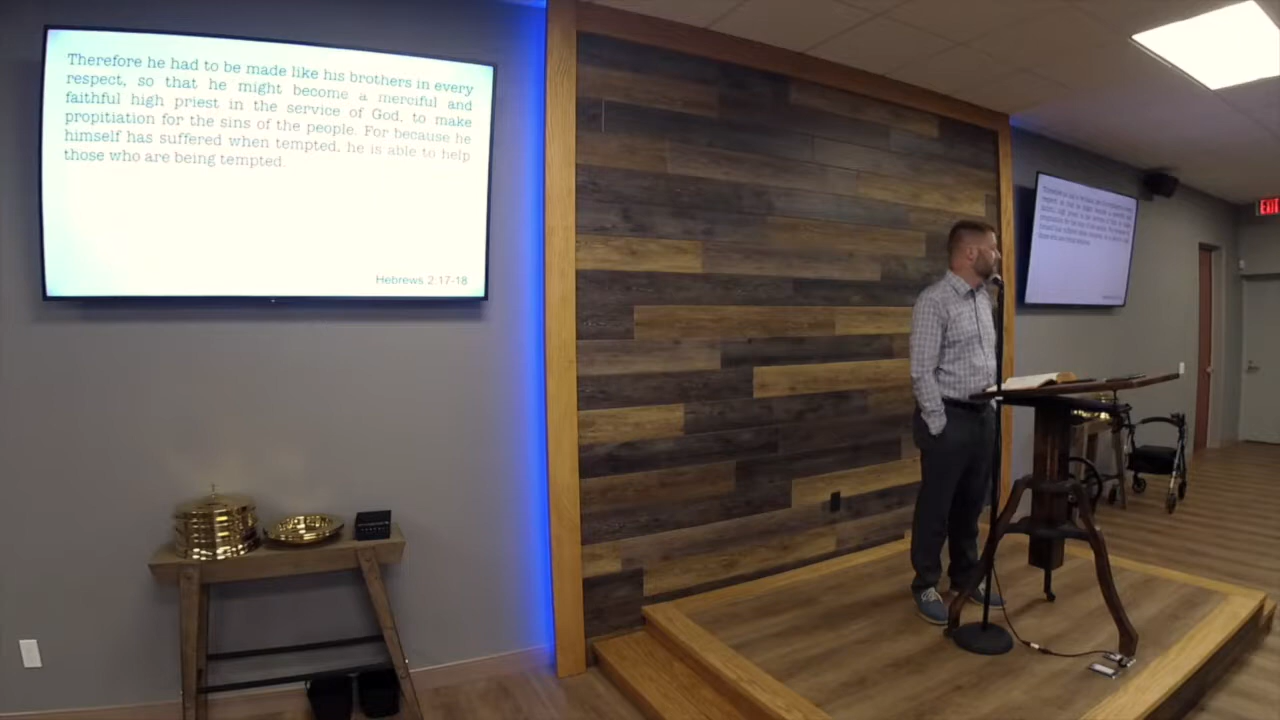 Therefore he had to be made like his brothers in every
respect, so that he might become a merciful and
faithful high priest in the service of God, to make
propitiation for the sins of the people. For because he
himself has suffered when tempted, he is able to help
those who are being tempted.
Hebrews 2.17-18
EXIT